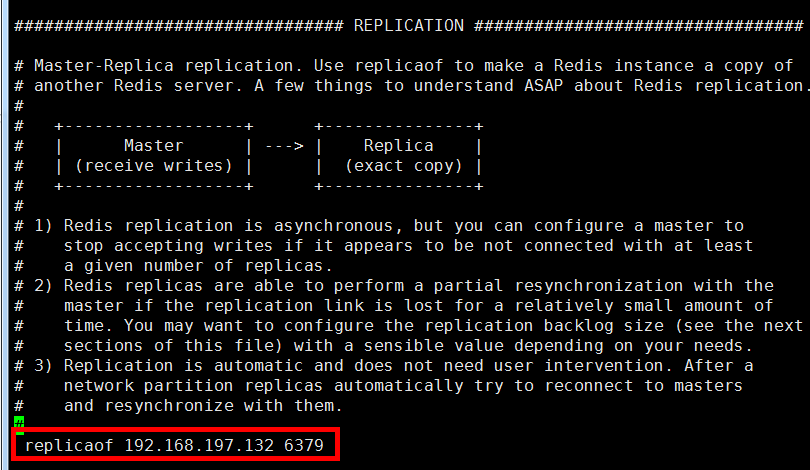 ################################# REPLICATION #################################
# Master-Replica replication. Use replicaof to make a Redis instance a copy of
# another Redis server. A few things to understand ASAP about Redis replication.
#
#   +------------------+      +---------------+
#   |      Master      | ---> |    Replica    |
#   | (receive writes) |      |  (exact copy) |
#   +------------------+      +---------------+
#
# 1) Redis replication is asynchronous, but you can configure a master to
#    stop accepting writes if it appears to be not connected with at least
#    a given number of replicas.
# 2) Redis replicas are able to perform a partial resynchronization with the
#    master if the replication link is lost for a relatively small amount of
#    time. You may want to configure the replication backlog size (see the next
#    sections of this file) with a sensible value depending on your needs.
# 3) Replication is automatic and does not need user intervention. After a
#    network partition replicas automatically try to reconnect to masters
#    and resynchronize with them.
#
 replicaof 192.168.197.132 6379